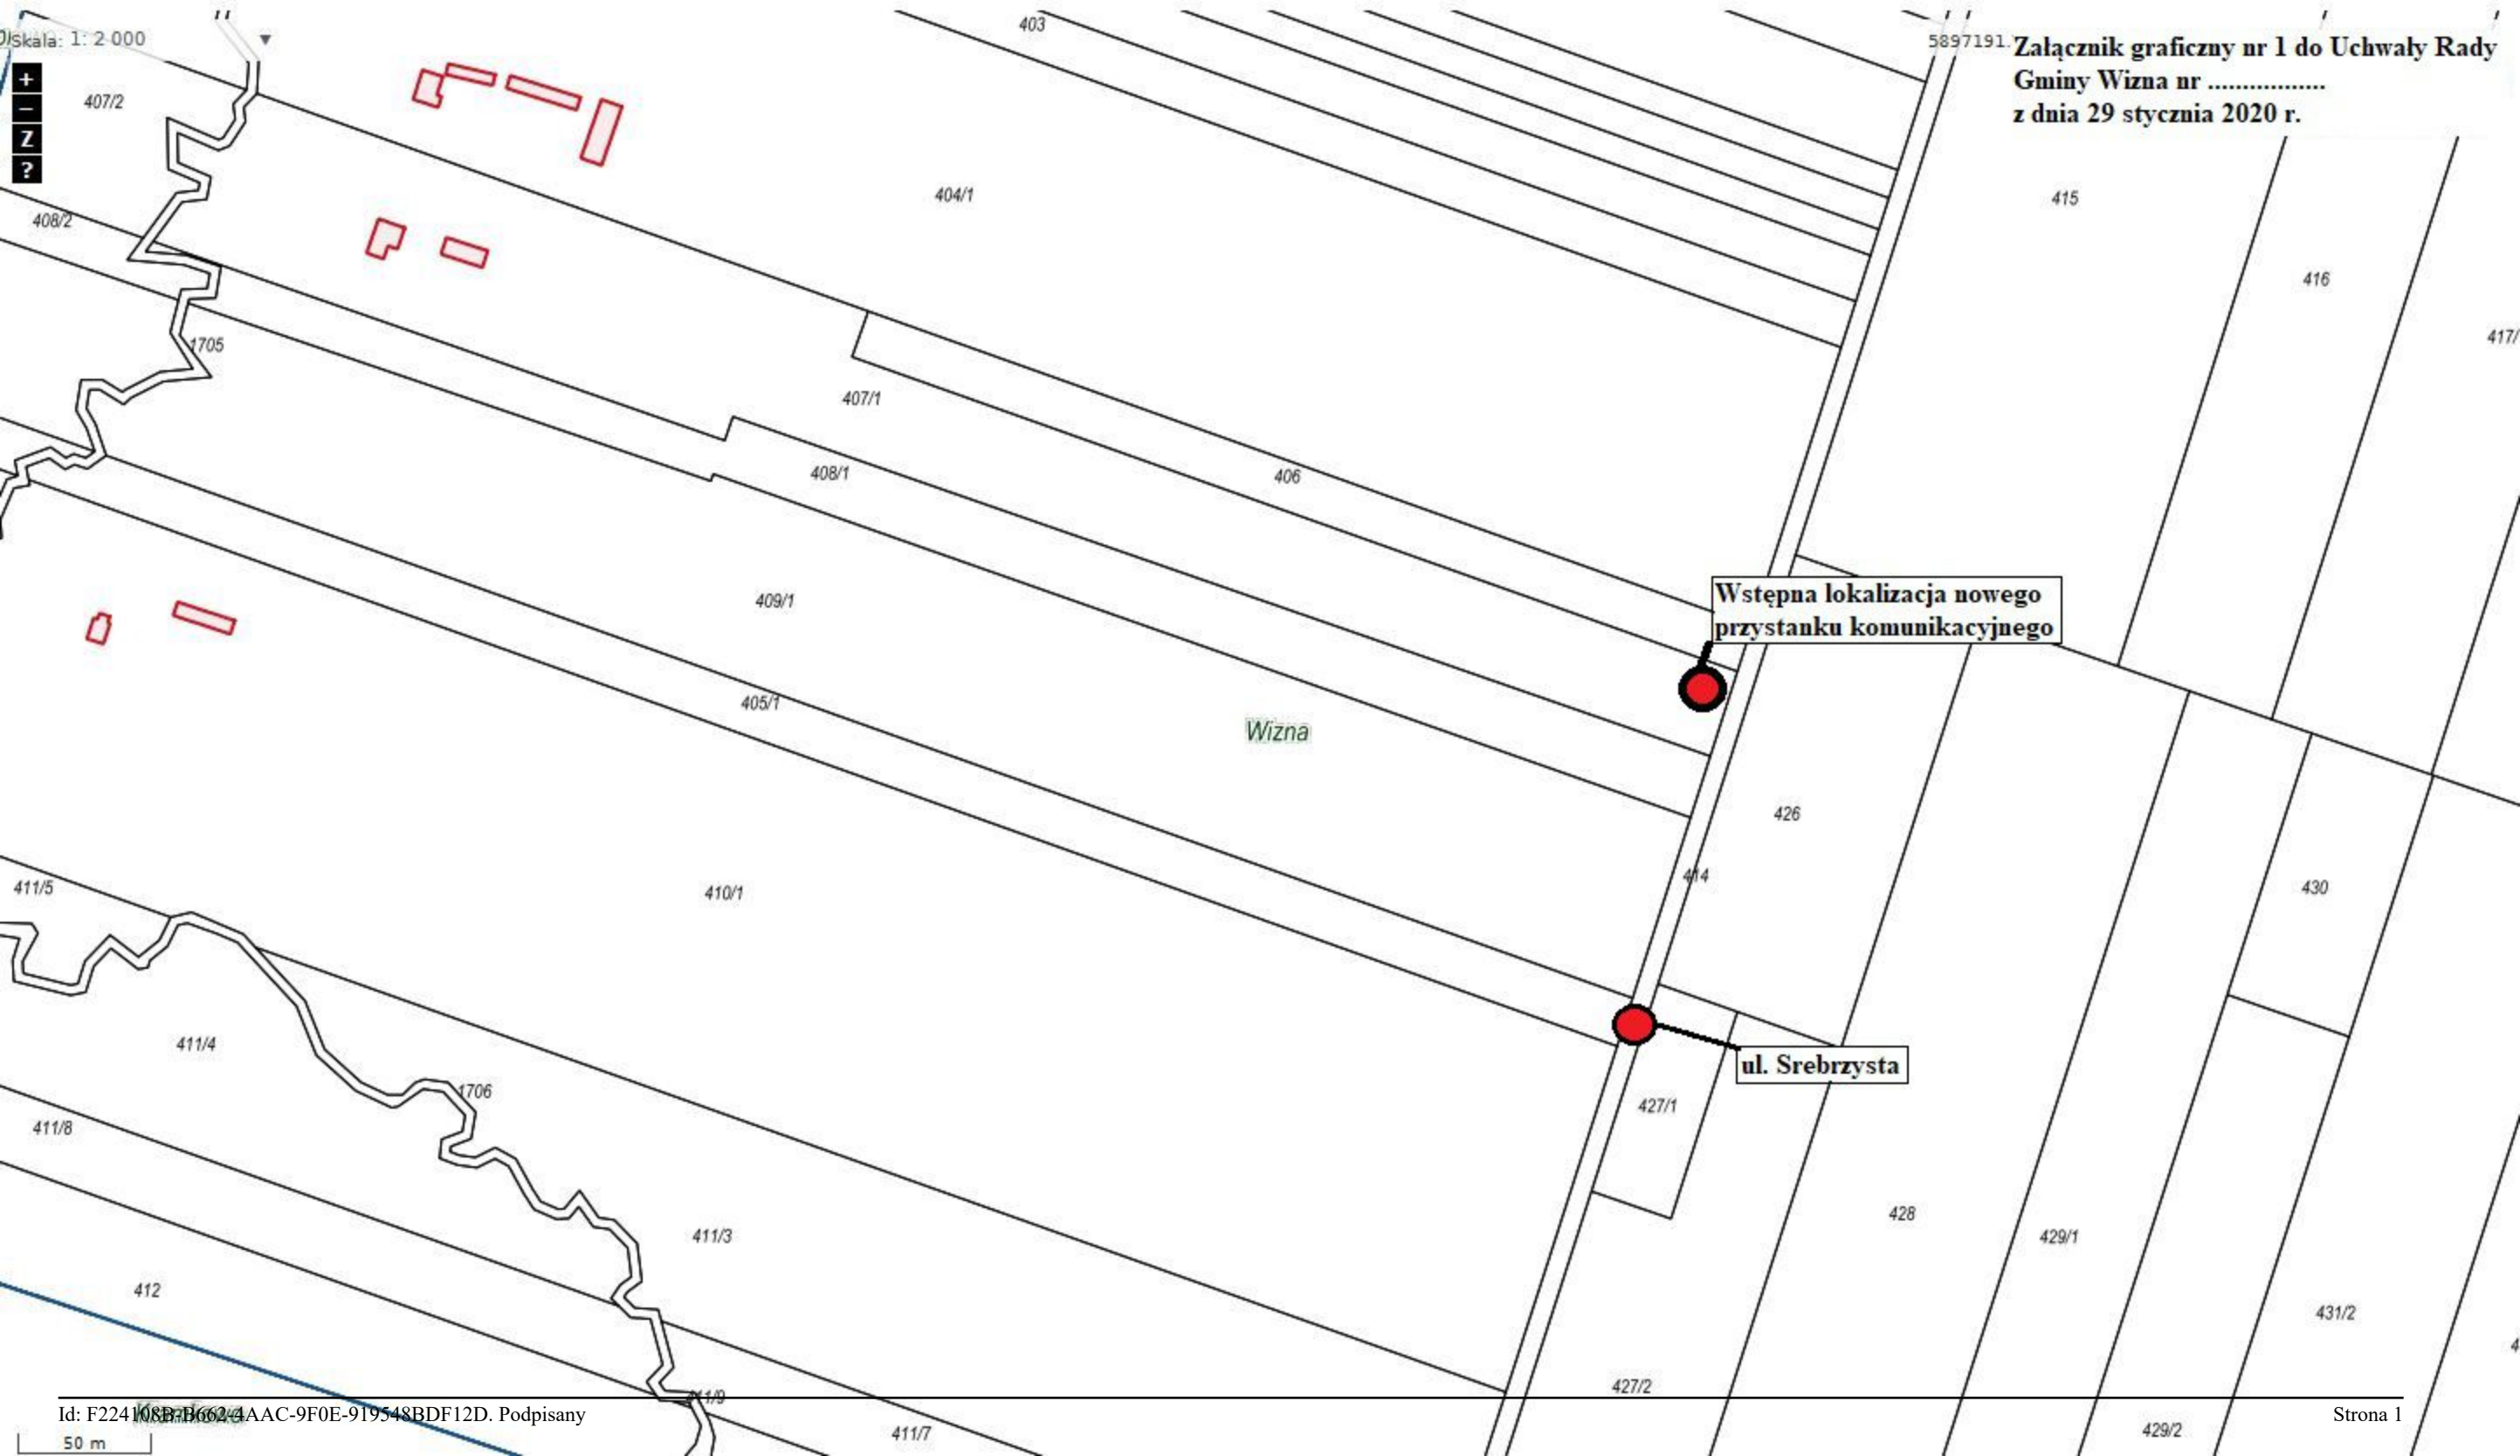 Skala: 1: 2 000
+
−
Z
?
5897191.
Załącznik graficzny nr 1 do Uchwały Rady
Gminy Wizna nr .................
z dnia 29 stycznia 2020 r.
403
407/2
404/1
415
408/2
416
417/
1705
407/1
408/1
406
409/1
Wstępna lokalizacja nowego
przystanku komunikacyjnego
405/1
Wizna
426
414
411/5
410/1
430
411/4
ul. Srebrzysta
1706
427/1
411/8
428
411/3
429/1
412
431/2
427/2
411/9
Id: F224108B-B662-4AAC-9F0E-919548BDF12D. Podpisany
Strona 1
411/7
429/2
50 m